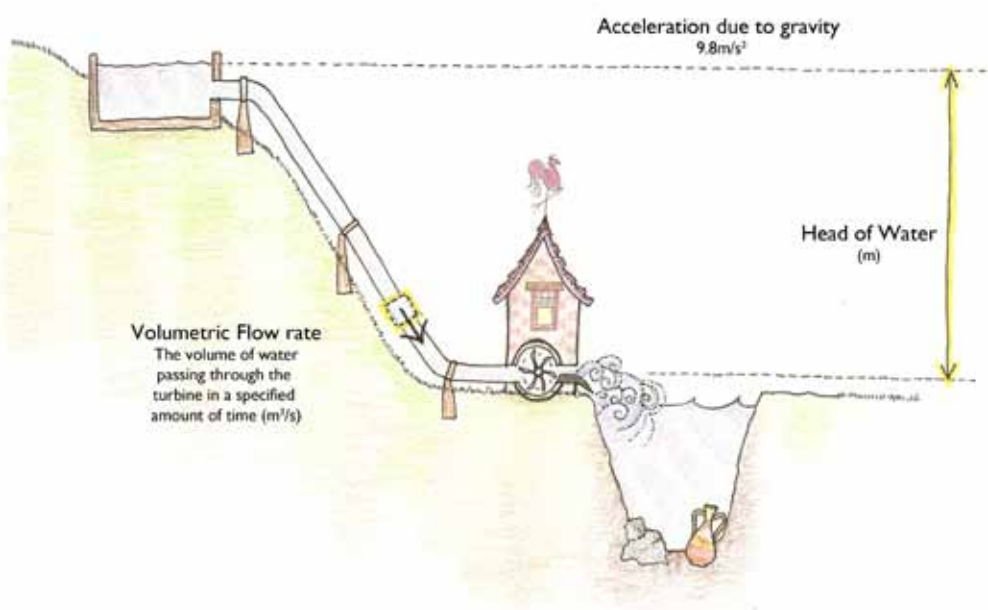 Acceleration due to gravity
9.8m/s²
Head of Water
(m)
Volumetric Flow rate
The volume of water
passing through the
turbine in a specified
amount of time (m³/s)